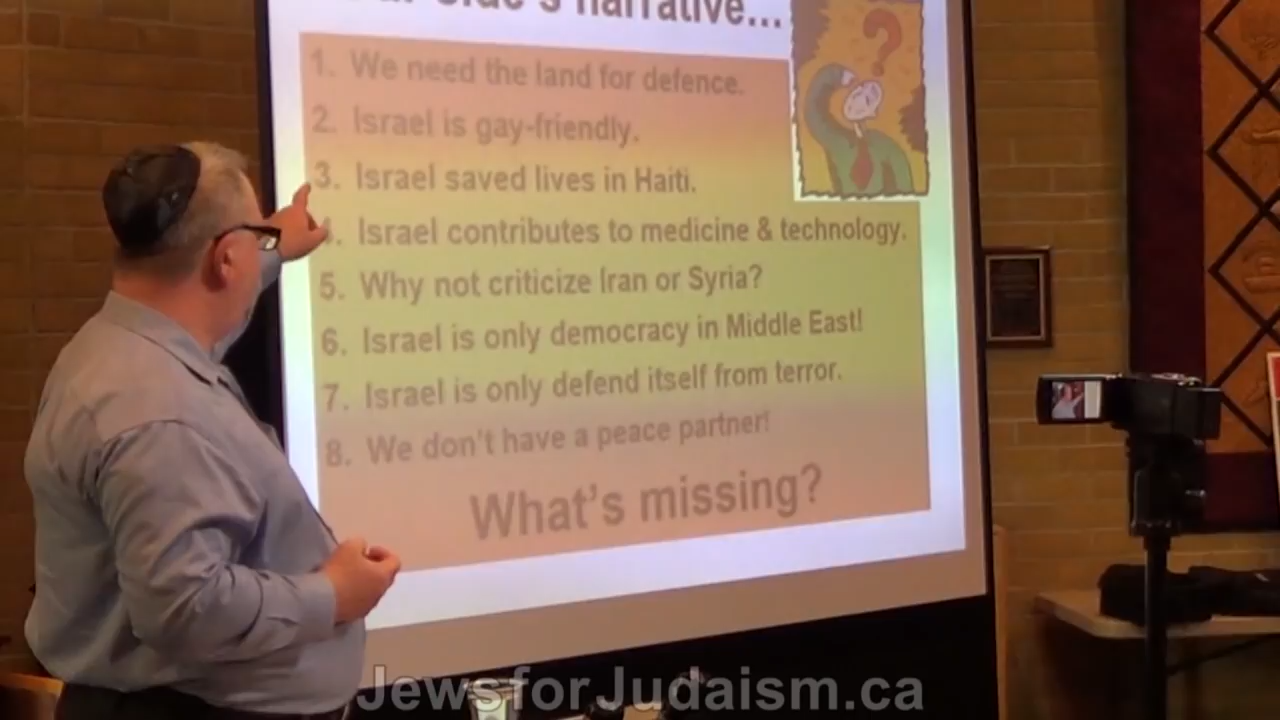 side's narrative...
1. We need the land for defence.
2. Israel is gay-friendly.
3. Israel saved lives in Haiti.
4. Israel contributes to medicine & technology.
5. Why not criticize Iran or Syria?
6. Israel is only democracy in Middle East!
7. Israel is only defend itself from terror.
8. We don't have a peace partner!
What's missing?
JewsforJudaism.ca